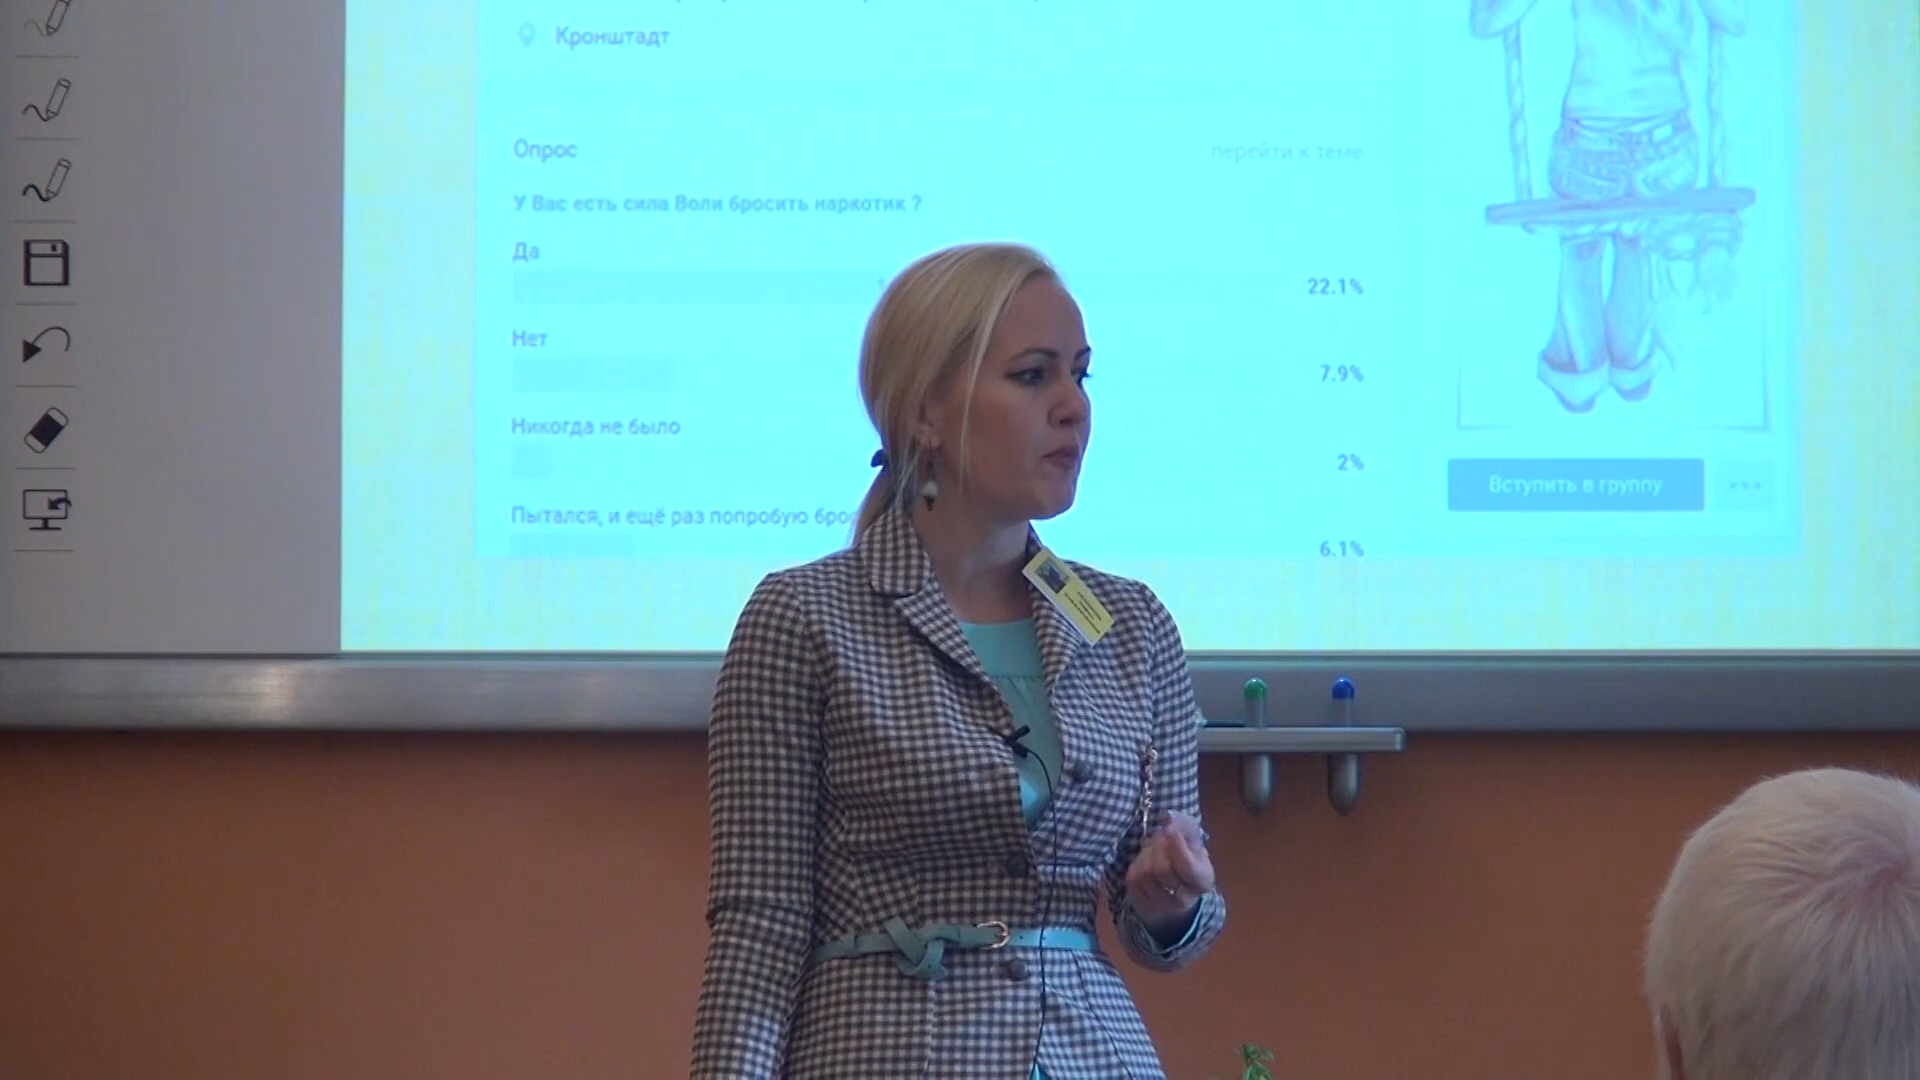 Кронштадт
Опрос
перейти к теме
У Вас есть сила Воли бросить наркотик ?
Да
22.1%
Нет
7.9%
Никогда не было
2%
Пытался, и ещё раз попробую
6.1%
Вступить в группу